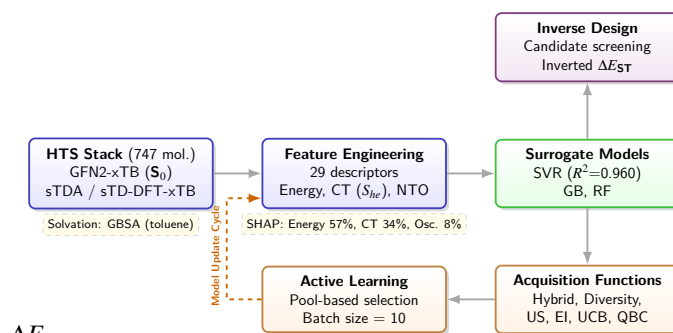 Inverse Design
Candidate screening
Inverted ΔE_ST
HTS Stack (747 mol.)
GFN2-xTB (S₀)
sTDA / sTD-DFT-xTB
Feature Engineering
29 descriptors
Energy, CT (S_he), NTO
Surrogate Models
SVR (R²=0.960)
GB, RF
Solvation: GBSA (toluene)
SHAP: Energy 57%, CT 34%, Osc. 8%
Model Update Cycle
Active Learning
Pool-based selection
Batch size = 10
Acquisition Functions
Hybrid, Diversity,
US, EI, UCB, QBC
ΔE